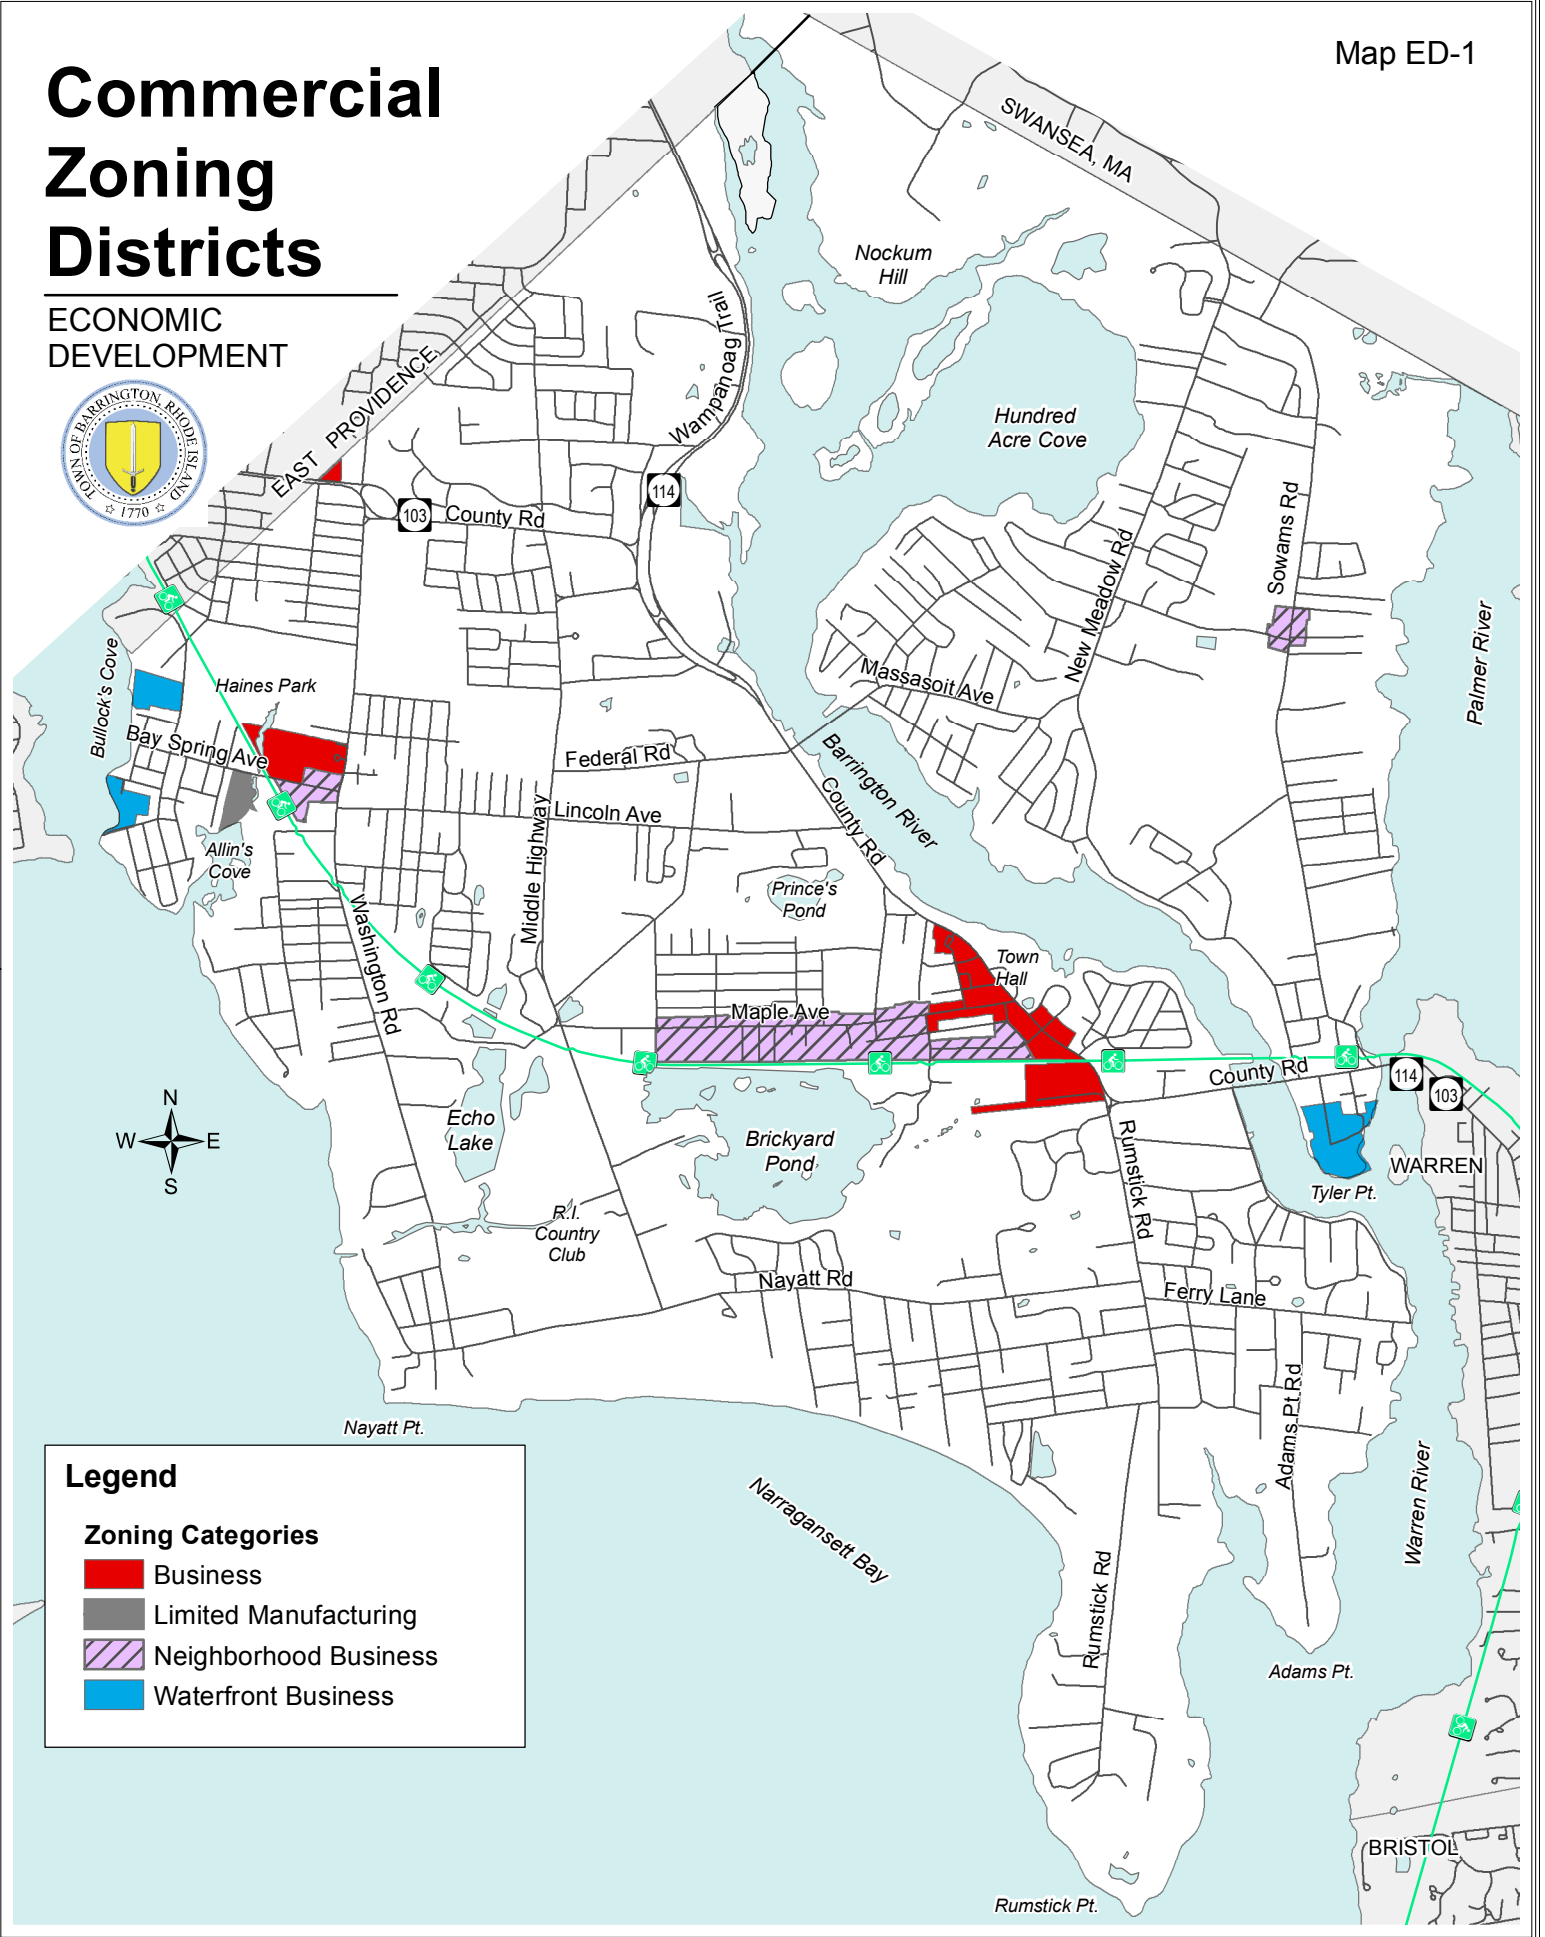 Map ED-1
Commercial
Zoning
Districts
ECONOMIC
DEVELOPMENT
TOWN OF BARRINGTON, RHODE ISLAND
1770
SWANSEA, MA
Nockum
Hill
Wampanoag Trail
EAST PROVIDENCE
Hundred
Acre Cove
114
103
County Rd
Sowams Rd
New Meadow Rd
Palmer River
Massasoit Ave
Bullock's Cove
Haines Park
Bay Spring Ave
Federal Rd
Barrington River
County Rd
Lincoln Ave
Middle Highway
Allin's
Cove
Prince's
Pond
Washington Rd
Town
Hall
Maple Ave
County Rd
114
103
N
W
E
S
Echo
Lake
Brickyard
Pond
Rumstick Rd
WARREN
Tyler Pt.
R.I.
Country
Club
Nayatt Rd
Ferry Lane
Adams Pt Rd
Nayatt Pt.
Narragansett Bay
Warren River
Rumstick Rd
Adams Pt.
BRISTOL
Rumstick Pt.
Legend
Zoning Categories
Business
Limited Manufacturing
Neighborhood Business
Waterfront Business